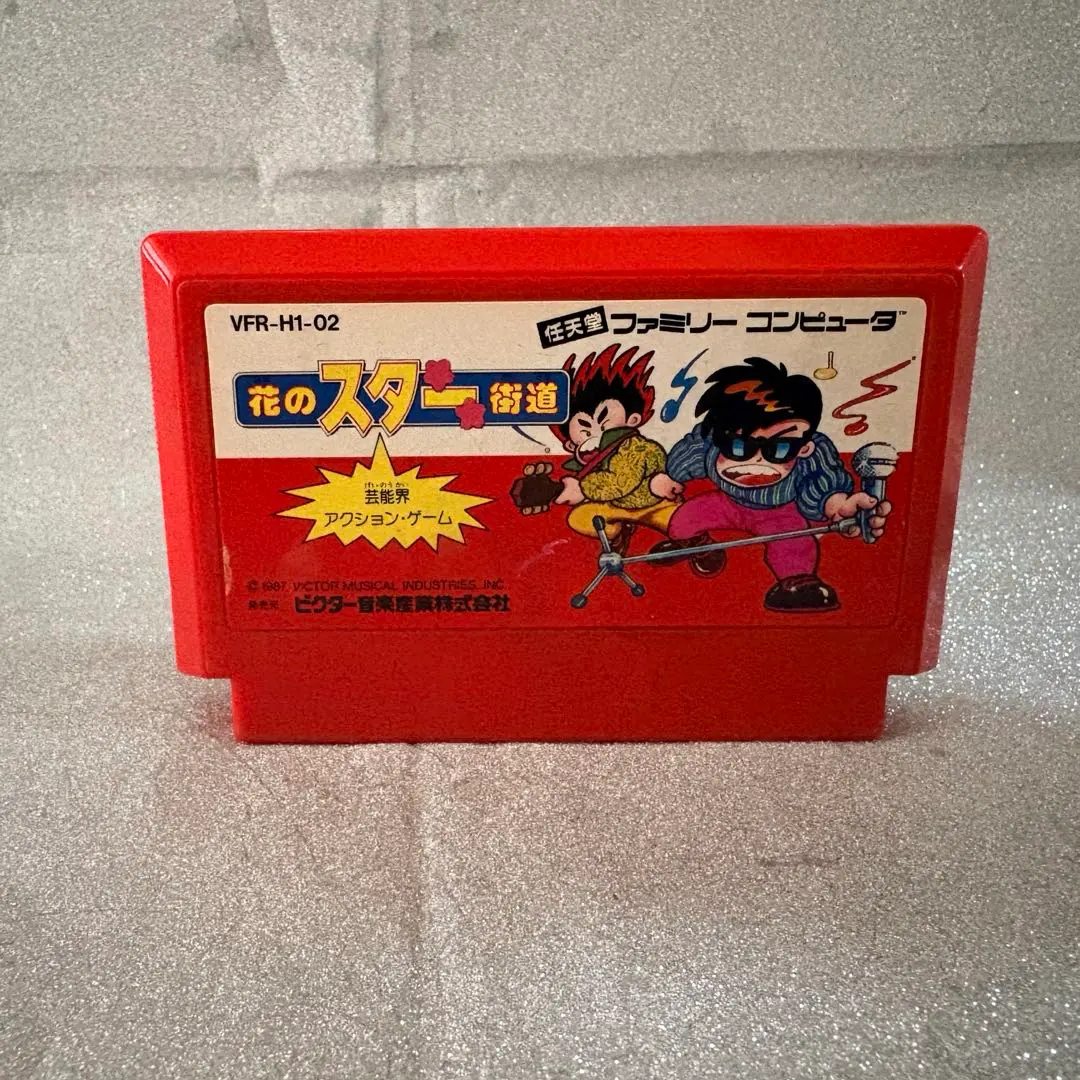 VFR-H1-02
任天堂 ファミリー コンピュータ™
花のスター街道
げいのうかい
芸能界
アクション・ゲーム
© 1987 VICTOR MUSICAL INDUSTRIES, INC.
発売元 ビクター音楽産業株式会社